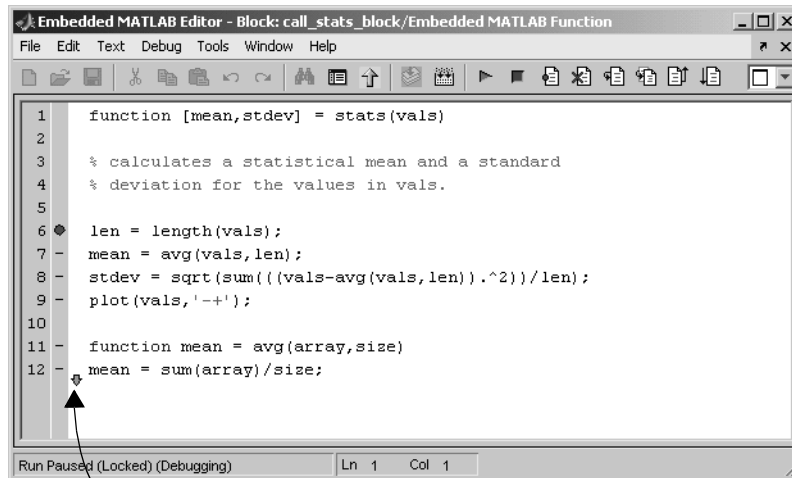 Embedded MATLAB Editor - Block: call_stats_block/Embedded MATLAB Function
File Edit Text Debug Tools Window Help
1 function [mean,stdev] = stats(vals)
2
3 % calculates a statistical mean and a standard
4 % deviation for the values in vals.
5
6 len = length(vals);
7 - mean = avg(vals,len);
8 - stdev = sqrt(sum(((vals-avg(vals,len)).^2))/len);
9 - plot(vals,'-+');
10
11 - function mean = avg(array,size)
12 - mean = sum(array)/size;
Run Paused (Locked) (Debugging) Ln 1 Col 1